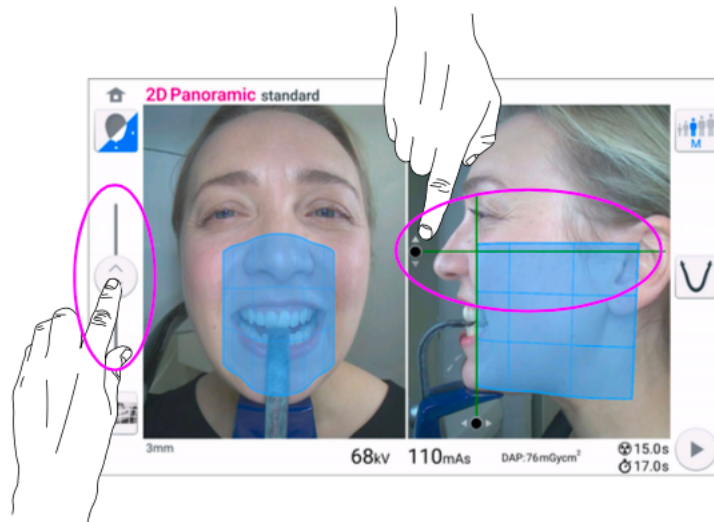 2D Panoramic standard
M
3mm
68kV 110mAs DAP:76mGycm² 15.0s
17.0s